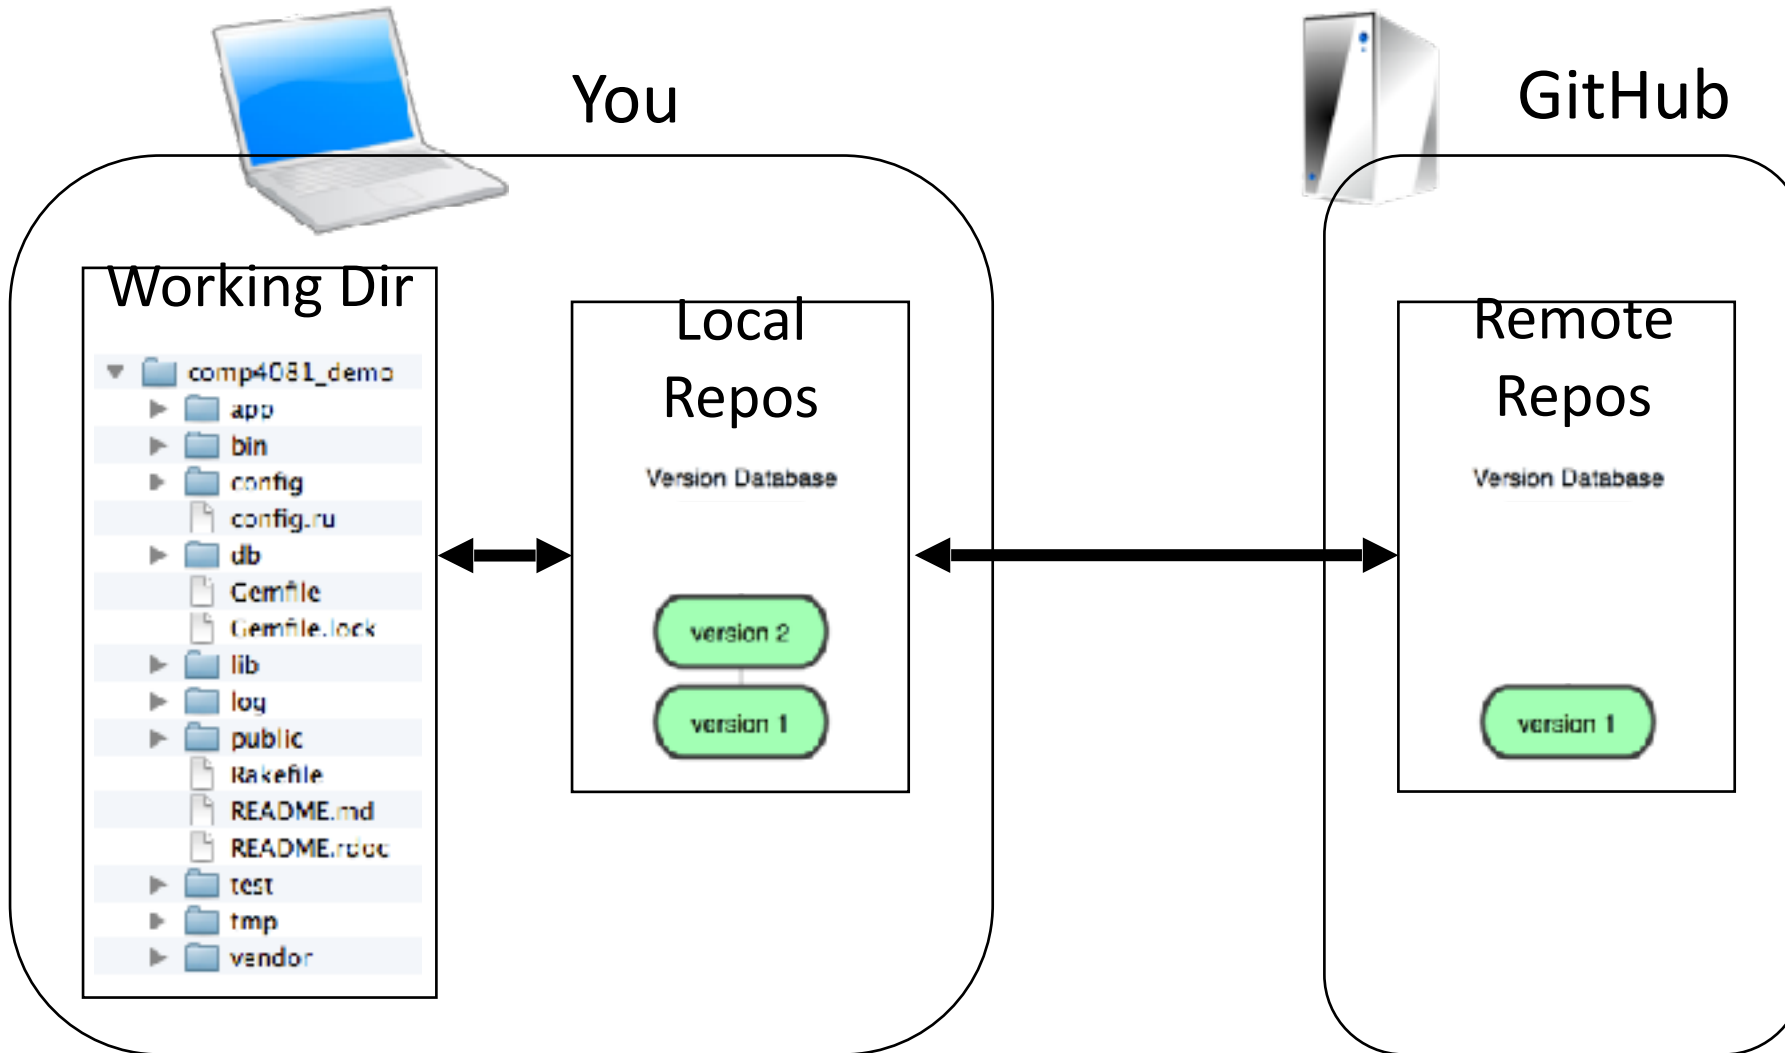 You
GitHub
Working Dir
comp4081_demo
app
bin
config
config.ru
db
Gemfile
Gemfile.lock
lib
log
public
Rakefile
README.md
README.rdoc
test
tmp
vendor
Local
Repos
Version Database
version 2
version 1
Remote
Repos
Version Database
version 1